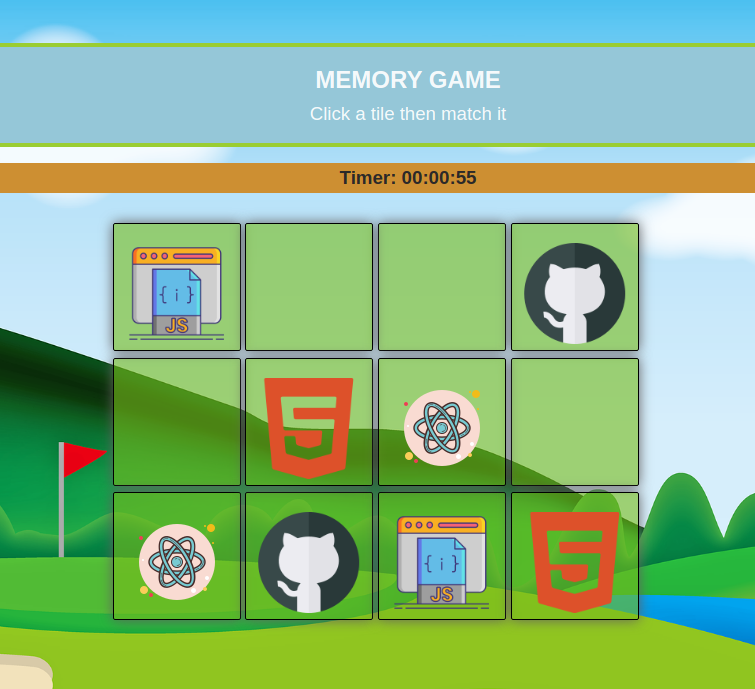 MEMORY GAME
Click a tile then match it
Timer: 00:00:55
{ i }
JS
{ i }
JS